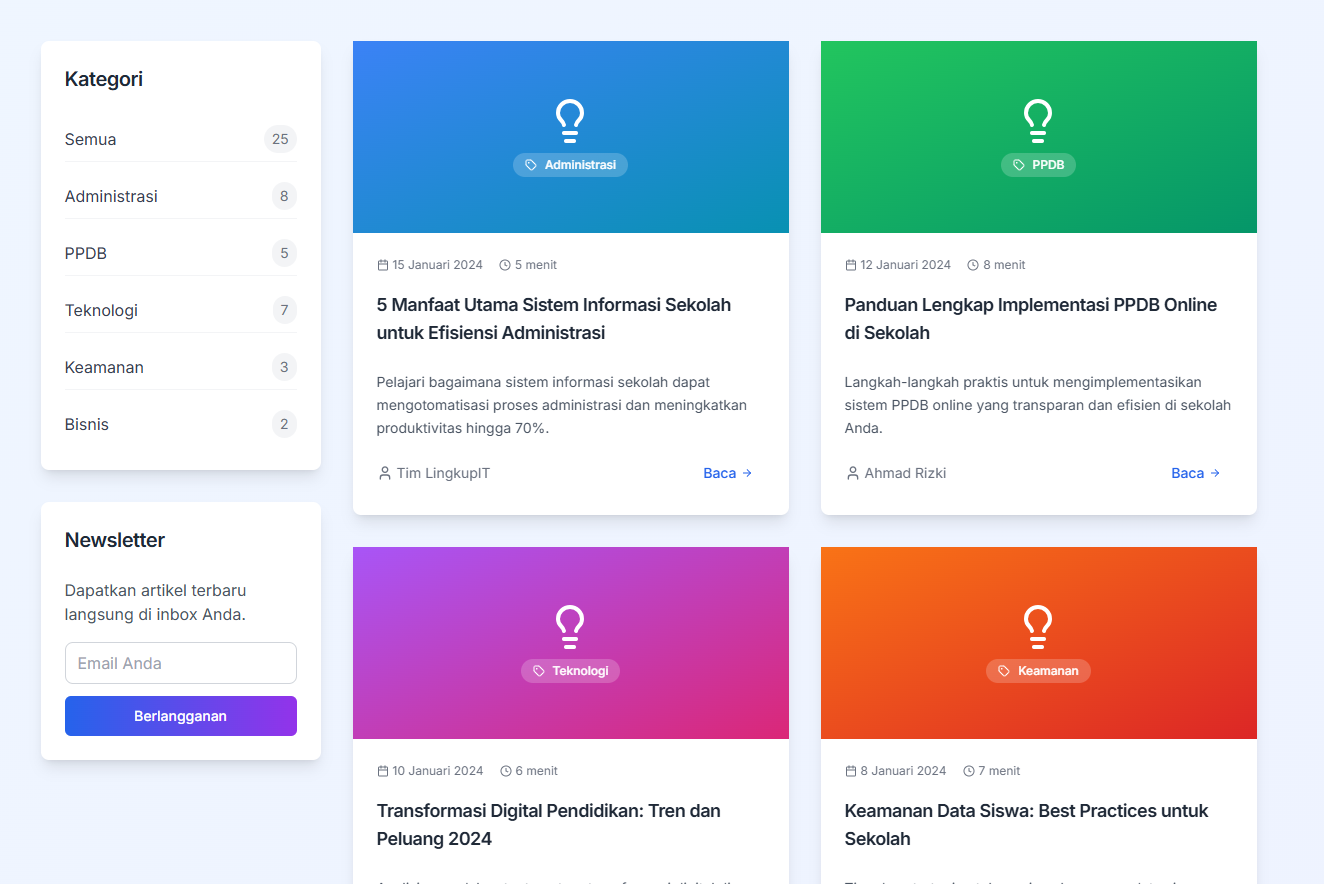 Kategori
Semua 25
Administrasi 8
PPDB 5
Teknologi 7
Keamanan 3
Bisnis 2
Newsletter
Dapatkan artikel terbaru
langsung di inbox Anda.
Email Anda
Berlangganan
Administrasi
15 Januari 2024 5 menit
5 Manfaat Utama Sistem Informasi Sekolah
untuk Efisiensi Administrasi
Pelajari bagaimana sistem informasi sekolah dapat
mengotomatisasi proses administrasi dan meningkatkan
produktivitas hingga 70%.
Tim LingkupIT Baca →
PPDB
12 Januari 2024 8 menit
Panduan Lengkap Implementasi PPDB Online
di Sekolah
Langkah-langkah praktis untuk mengimplementasikan
sistem PPDB online yang transparan dan efisien di sekolah
Anda.
Ahmad Rizki Baca →
Teknologi
10 Januari 2024 6 menit
Transformasi Digital Pendidikan: Tren dan
Peluang 2024
Keamanan
8 Januari 2024 7 menit
Keamanan Data Siswa: Best Practices untuk
Sekolah